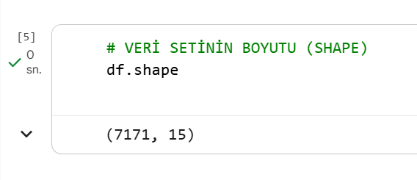 [5]
0
sn.
# VERİ SETİNİN BOYUTU (SHAPE)
df.shape
(7171, 15)